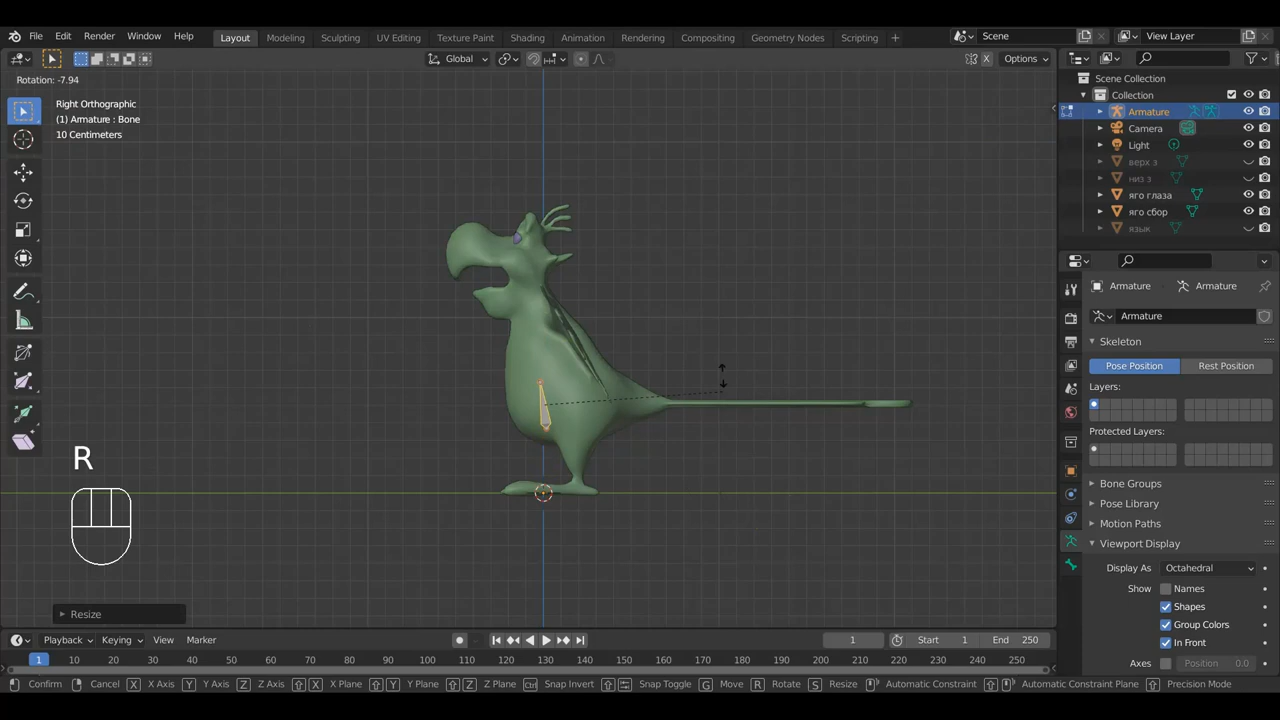 File Edit Render Window Help Layout Modeling Sculpting UV Editing Texture Paint Shading Animation Rendering Compositing Geometry Nodes Scripting + Scene View Layer
Global X Options
Rotation: -7.94
Right Orthographic
(1) Armature : Bone
10 Centimeters
Scene Collection
Collection
Armature
Camera
Light
верх з
низ з
яго глаза
яго сбор
язык
Armature Armature
Armature
Skeleton
Pose Position Rest Position
Layers:
Protected Layers:
Bone Groups
Pose Library
Motion Paths
Viewport Display
Display As Octahedral
Show Names
Shapes
Group Colors
In Front
Axes Position 0.0
R
Resize
Playback Keying View Marker 1 Start 1 End 250
1 10 20 30 40 50 60 70 80 90 100 110 120 130 140 150 160 170 180 190 200 210 220 230 240 250
Confirm Cancel X X Axis Y Y Axis Z Z Axis X X Plane Y Y Plane Z Z Plane Ctrl Snap Invert Snap Toggle G Move R Rotate S Resize Automatic Constraint Automatic Constraint Plane Precision Mode